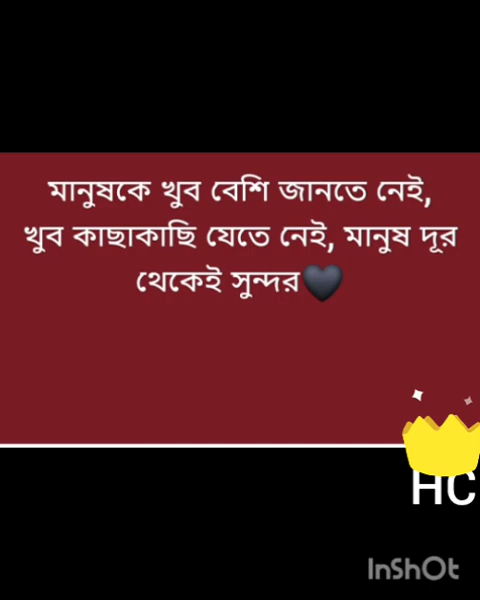 মানুষকে খুব বেশি জানতে নেই,
খুব কাছাকাছি যেতে নেই, মানুষ দূর
থেকেই সুন্দর🖤
HC
InShOt